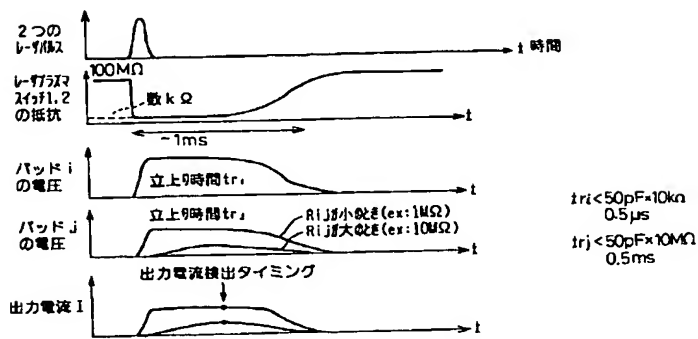 2つの
レーザパルス
t 時間
100MΩ
レーザプラズマ
スイッチ1,2
の抵抗
数kΩ
t
~1ms
パッドi
の電圧
立上り時間tri
t
パッドj
の電圧
立上り時間trj
Rijが小のとき(ex:1MΩ)
Rijが大のとき(ex:10MΩ)
t
出力電流検出タイミング
出力電流I
t
tri<50pF×10kΩ
0.5μs
trj<50pF×10MΩ
0.5ms